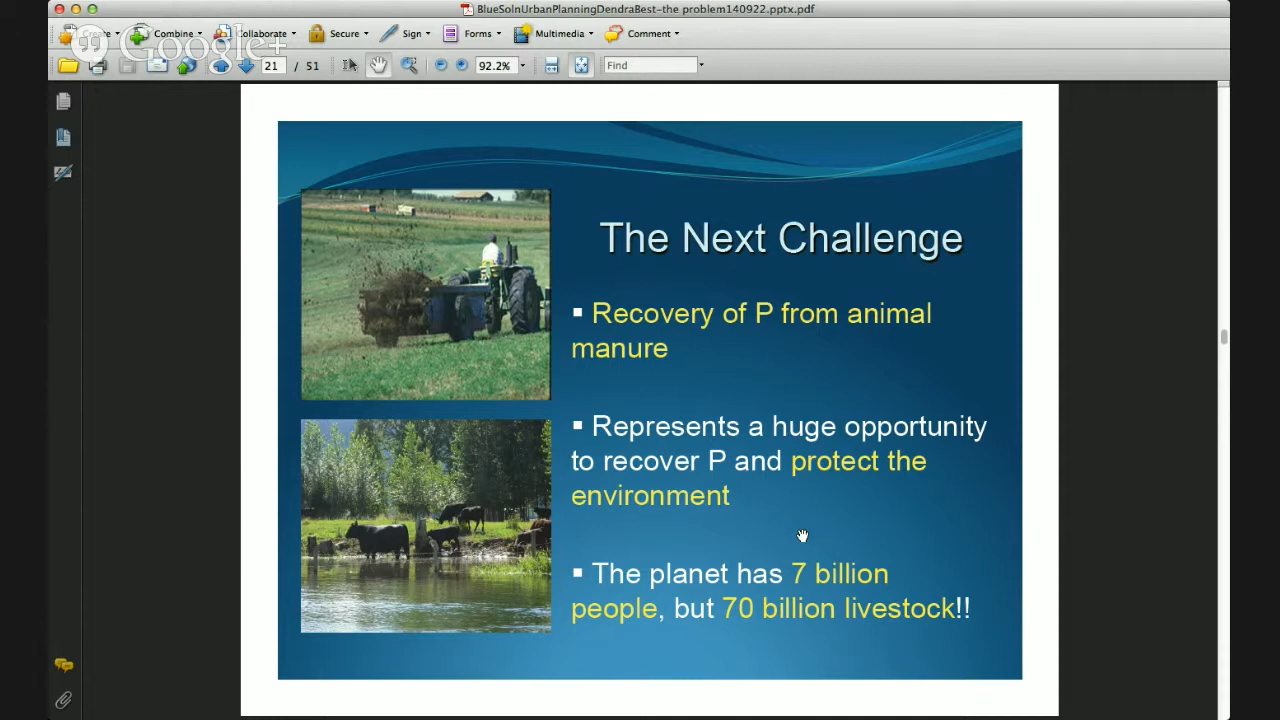 BlueSolnUrbanPlanningDendraBest-the problem140922.pptx.pdf
Create Combine Collaborate Secure Sign Forms Multimedia Comment
Google+
21 / 51 92.2% Find
The Next Challenge
▪ Recovery of P from animal
manure
▪ Represents a huge opportunity
to recover P and protect the
environment
▪ The planet has 7 billion
people, but 70 billion livestock!!